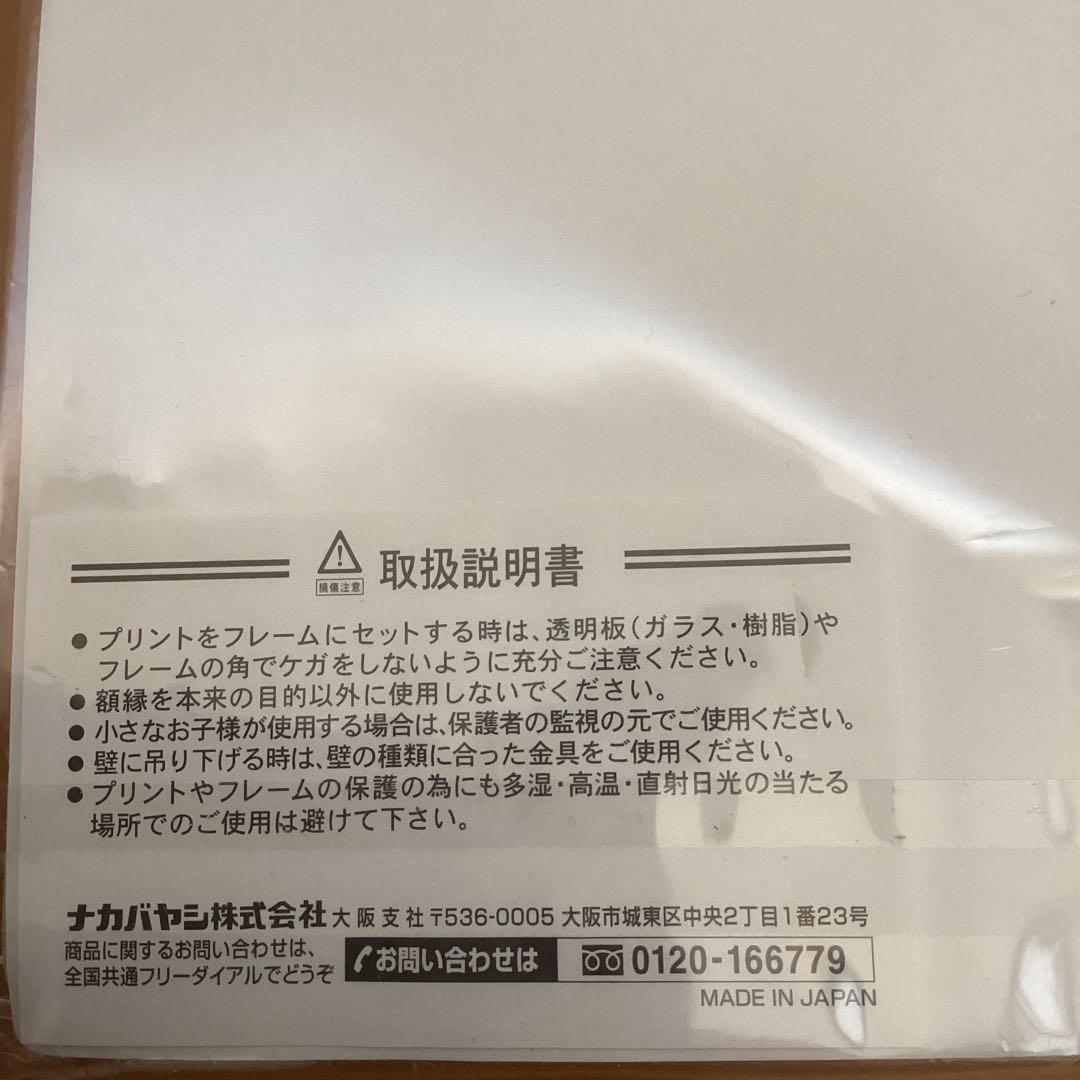 損傷注意 取扱説明書
●プリントをフレームにセットする時は、透明板(ガラス・樹脂)や
フレームの角でケガをしないように充分ご注意ください。
●額縁を本来の目的以外に使用しないでください。
●小さなお子様が使用する場合は、保護者の監視の元でご使用ください。
●壁に吊り下げる時は、壁の種類に合った金具をご使用ください。
●プリントやフレームの保護の為にも多湿・高温・直射日光の当たる
場所でのご使用は避けて下さい。
ナカバヤシ株式会社 大阪支社 〒536-0005 大阪市城東区中央2丁目1番23号
商品に関するお問い合わせは、
全国共通フリーダイアルでどうぞ
お問い合わせは 0120-166779
MADE IN JAPAN